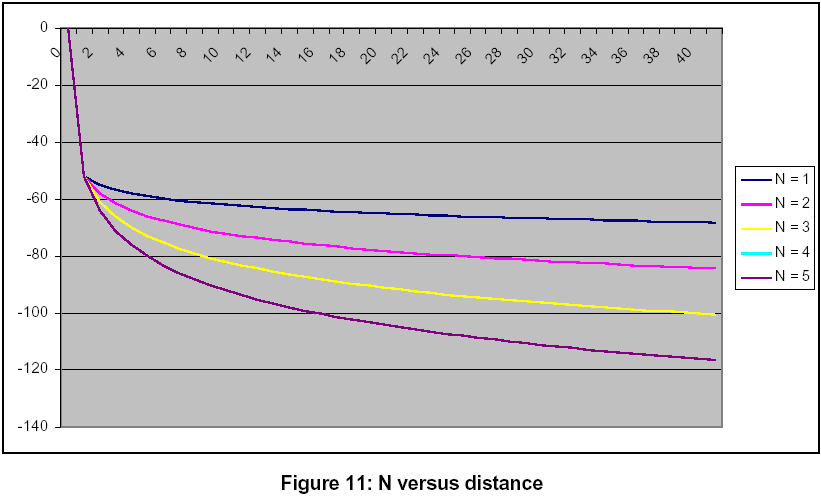 0
-20
-40
-60
-80
-100
-120
-140
0 2 4 6 8 10 12 14 16 18 20 22 24 26 28 30 32 34 36 38 40
N = 1
N = 2
N = 3
N = 4
N = 5
Figure 11: N versus distance